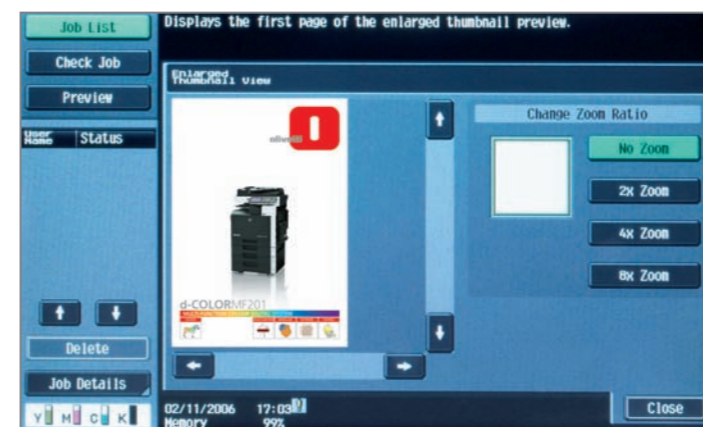 Job List
Displays the first page of the enlarged thumbnail preview.
Check Job
Preview
Enlarged
Thumbnail View
User
Name
Status
olivetti
Change Zoom Ratio
No Zoom
2x Zoom
4x Zoom
8x Zoom
d-COLORMF201
Delete
Job Details
Y M C K
02/11/2006 17:03
Memory 99%
Close